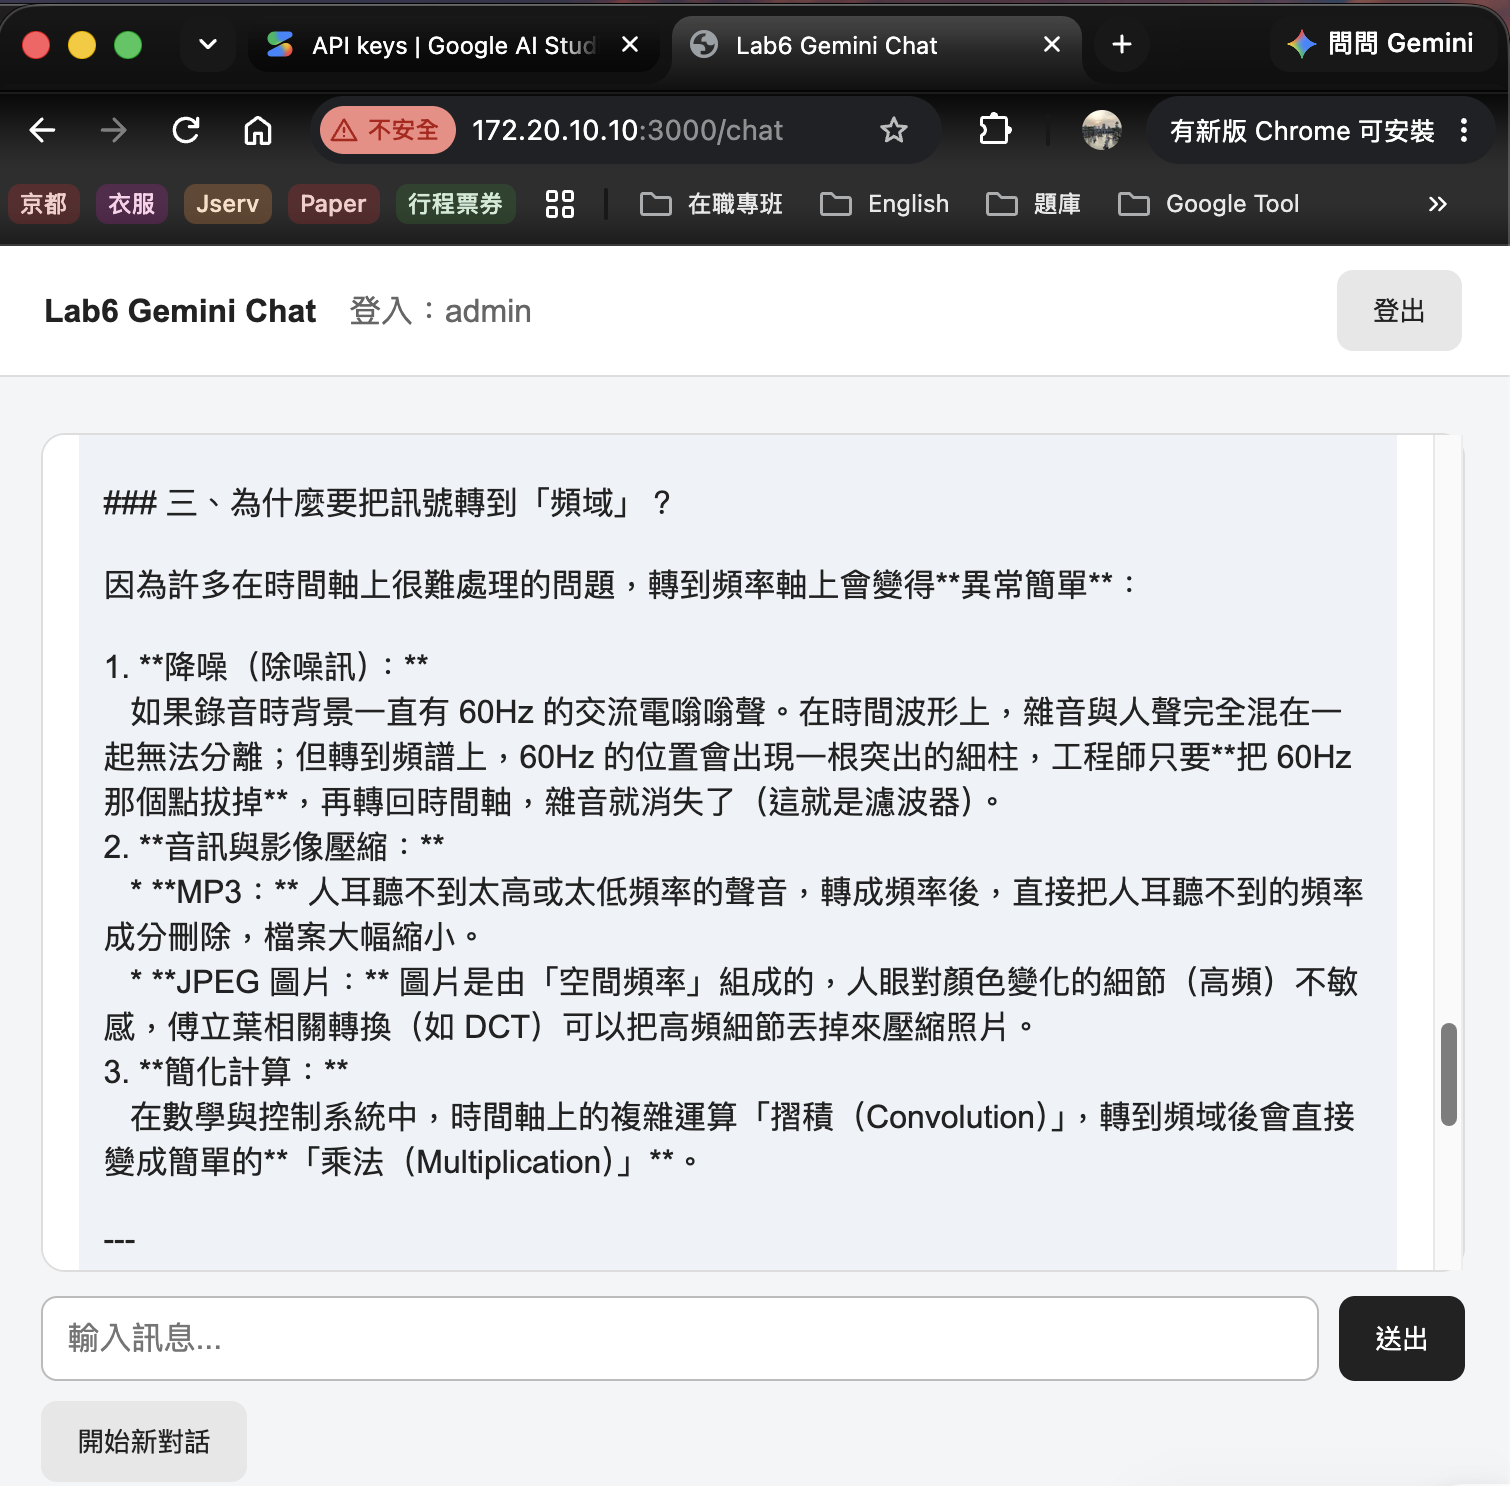 API keys | Google AI Stud
Lab6 Gemini Chat
問問 Gemini
不安全 172.20.10.10:3000/chat
有新版 Chrome 可安裝
京都 衣服 Jserv Paper 行程票券 在職專班 English 題庫 Google Tool
Lab6 Gemini Chat 登入：admin
登出
### 三、為什麼要把訊號轉到「頻域」？
因為許多在時間軸上很難處理的問題，轉到頻率軸上會變得**異常簡單**：
1. **降噪（除噪訊）：**
如果錄音時背景一直有 60Hz 的交流電嗡嗡聲。在時間波形上，雜音與人聲完全混在一
起無法分離；但轉到頻譜上，60Hz 的位置會出現一根突出的細柱，工程師只要**把 60Hz
那個點拔掉**，再轉回時間軸，雜音就消失了（這就是濾波器）。
2. **音訊與影像壓縮：**
* **MP3：** 人耳聽不到太高或太低頻率的聲音，轉成頻率後，直接把人耳聽不到的頻率
成分刪除，檔案大幅縮小。
* **JPEG 圖片：** 圖片是由「空間頻率」組成的，人眼對顏色變化的細節（高頻）不敏
感，傅立葉相關轉換（如 DCT）可以把高頻細節丟掉來壓縮照片。
3. **簡化計算：**
在數學與控制系統中，時間軸上的複雜運算「摺積（Convolution）」，轉到頻域後會直接
變成簡單的**「乘法（Multiplication）」**。
---
輸入訊息...
送出
開始新對話